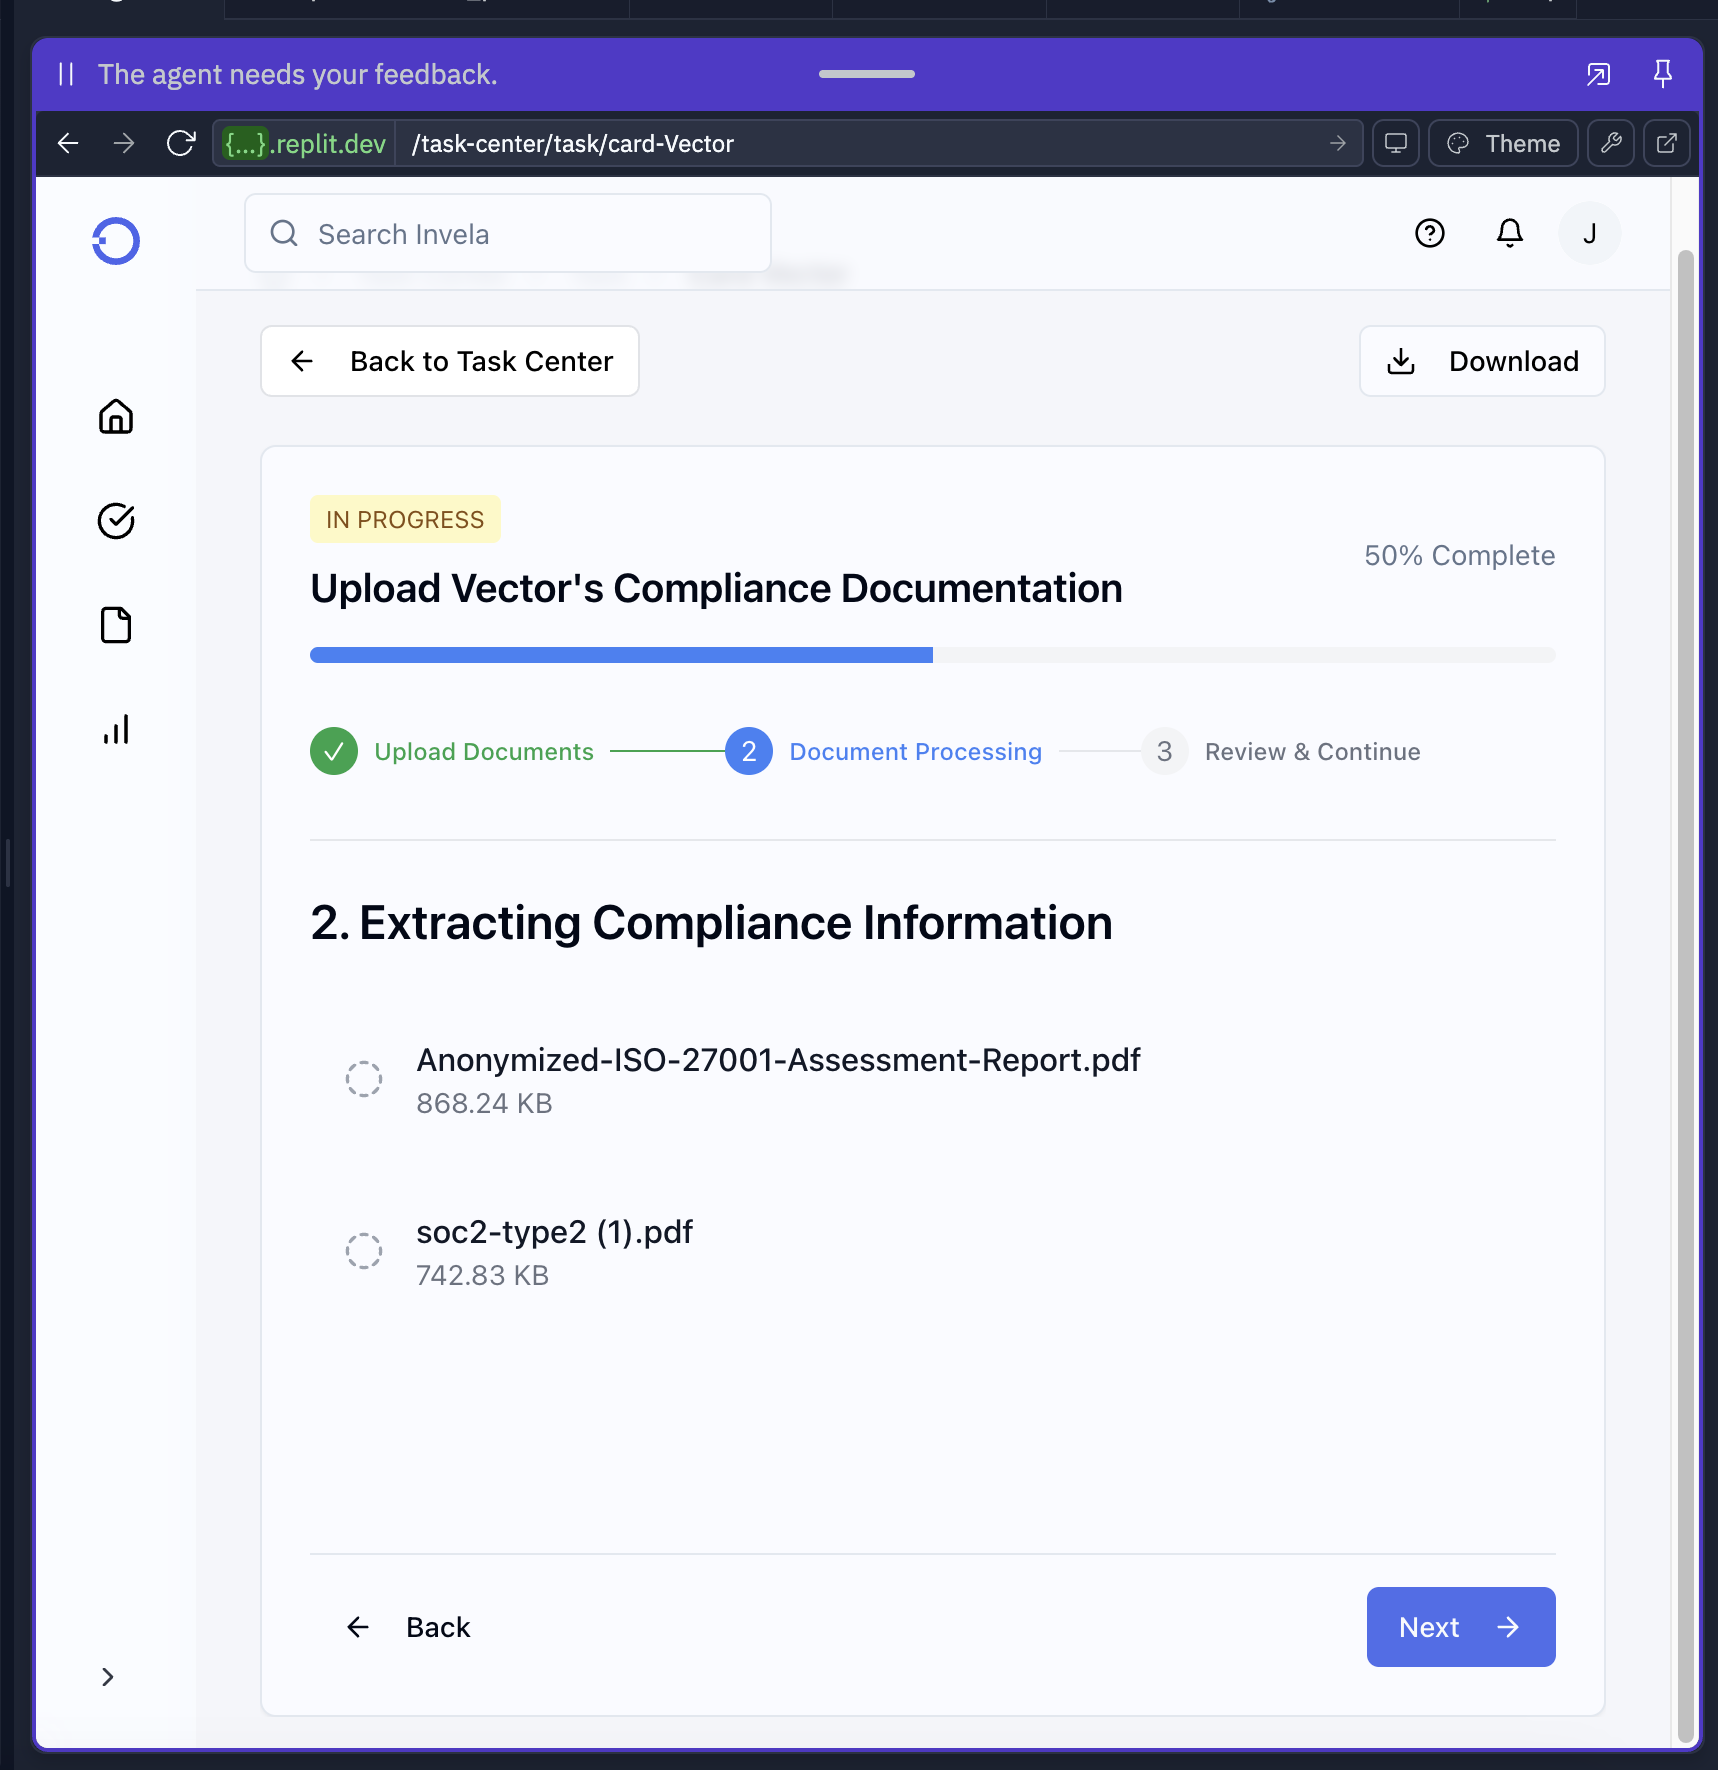 The agent needs your feedback.
{...}.replit.dev /task-center/task/card-Vector Theme
Search Invela
J
Back to Task Center
Download
IN PROGRESS
50% Complete
Upload Vector's Compliance Documentation
Upload Documents
2 Document Processing
3 Review & Continue
2. Extracting Compliance Information
Anonymized-ISO-27001-Assessment-Report.pdf
868.24 KB
soc2-type2 (1).pdf
742.83 KB
Back
Next